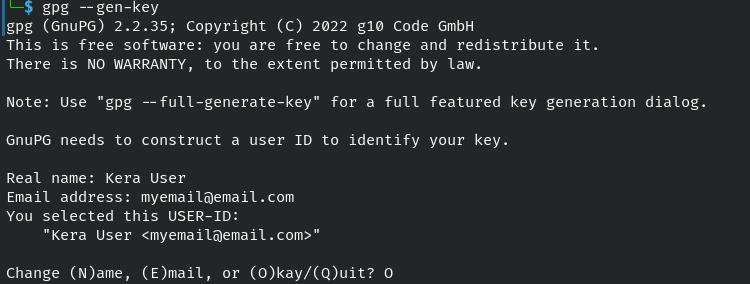 $ gpg --gen-key
gpg (GnuPG) 2.2.35; Copyright (C) 2022 g10 Code GmbH
This is free software: you are free to change and redistribute it.
There is NO WARRANTY, to the extent permitted by law.
Note: Use "gpg --full-generate-key" for a full featured key generation dialog.
GnuPG needs to construct a user ID to identify your key.
Real name: Kera User
Email address: myemail@email.com
You selected this USER-ID:
"Kera User <myemail@email.com>"
Change (N)ame, (E)mail, or (O)kay/(Q)uit? O